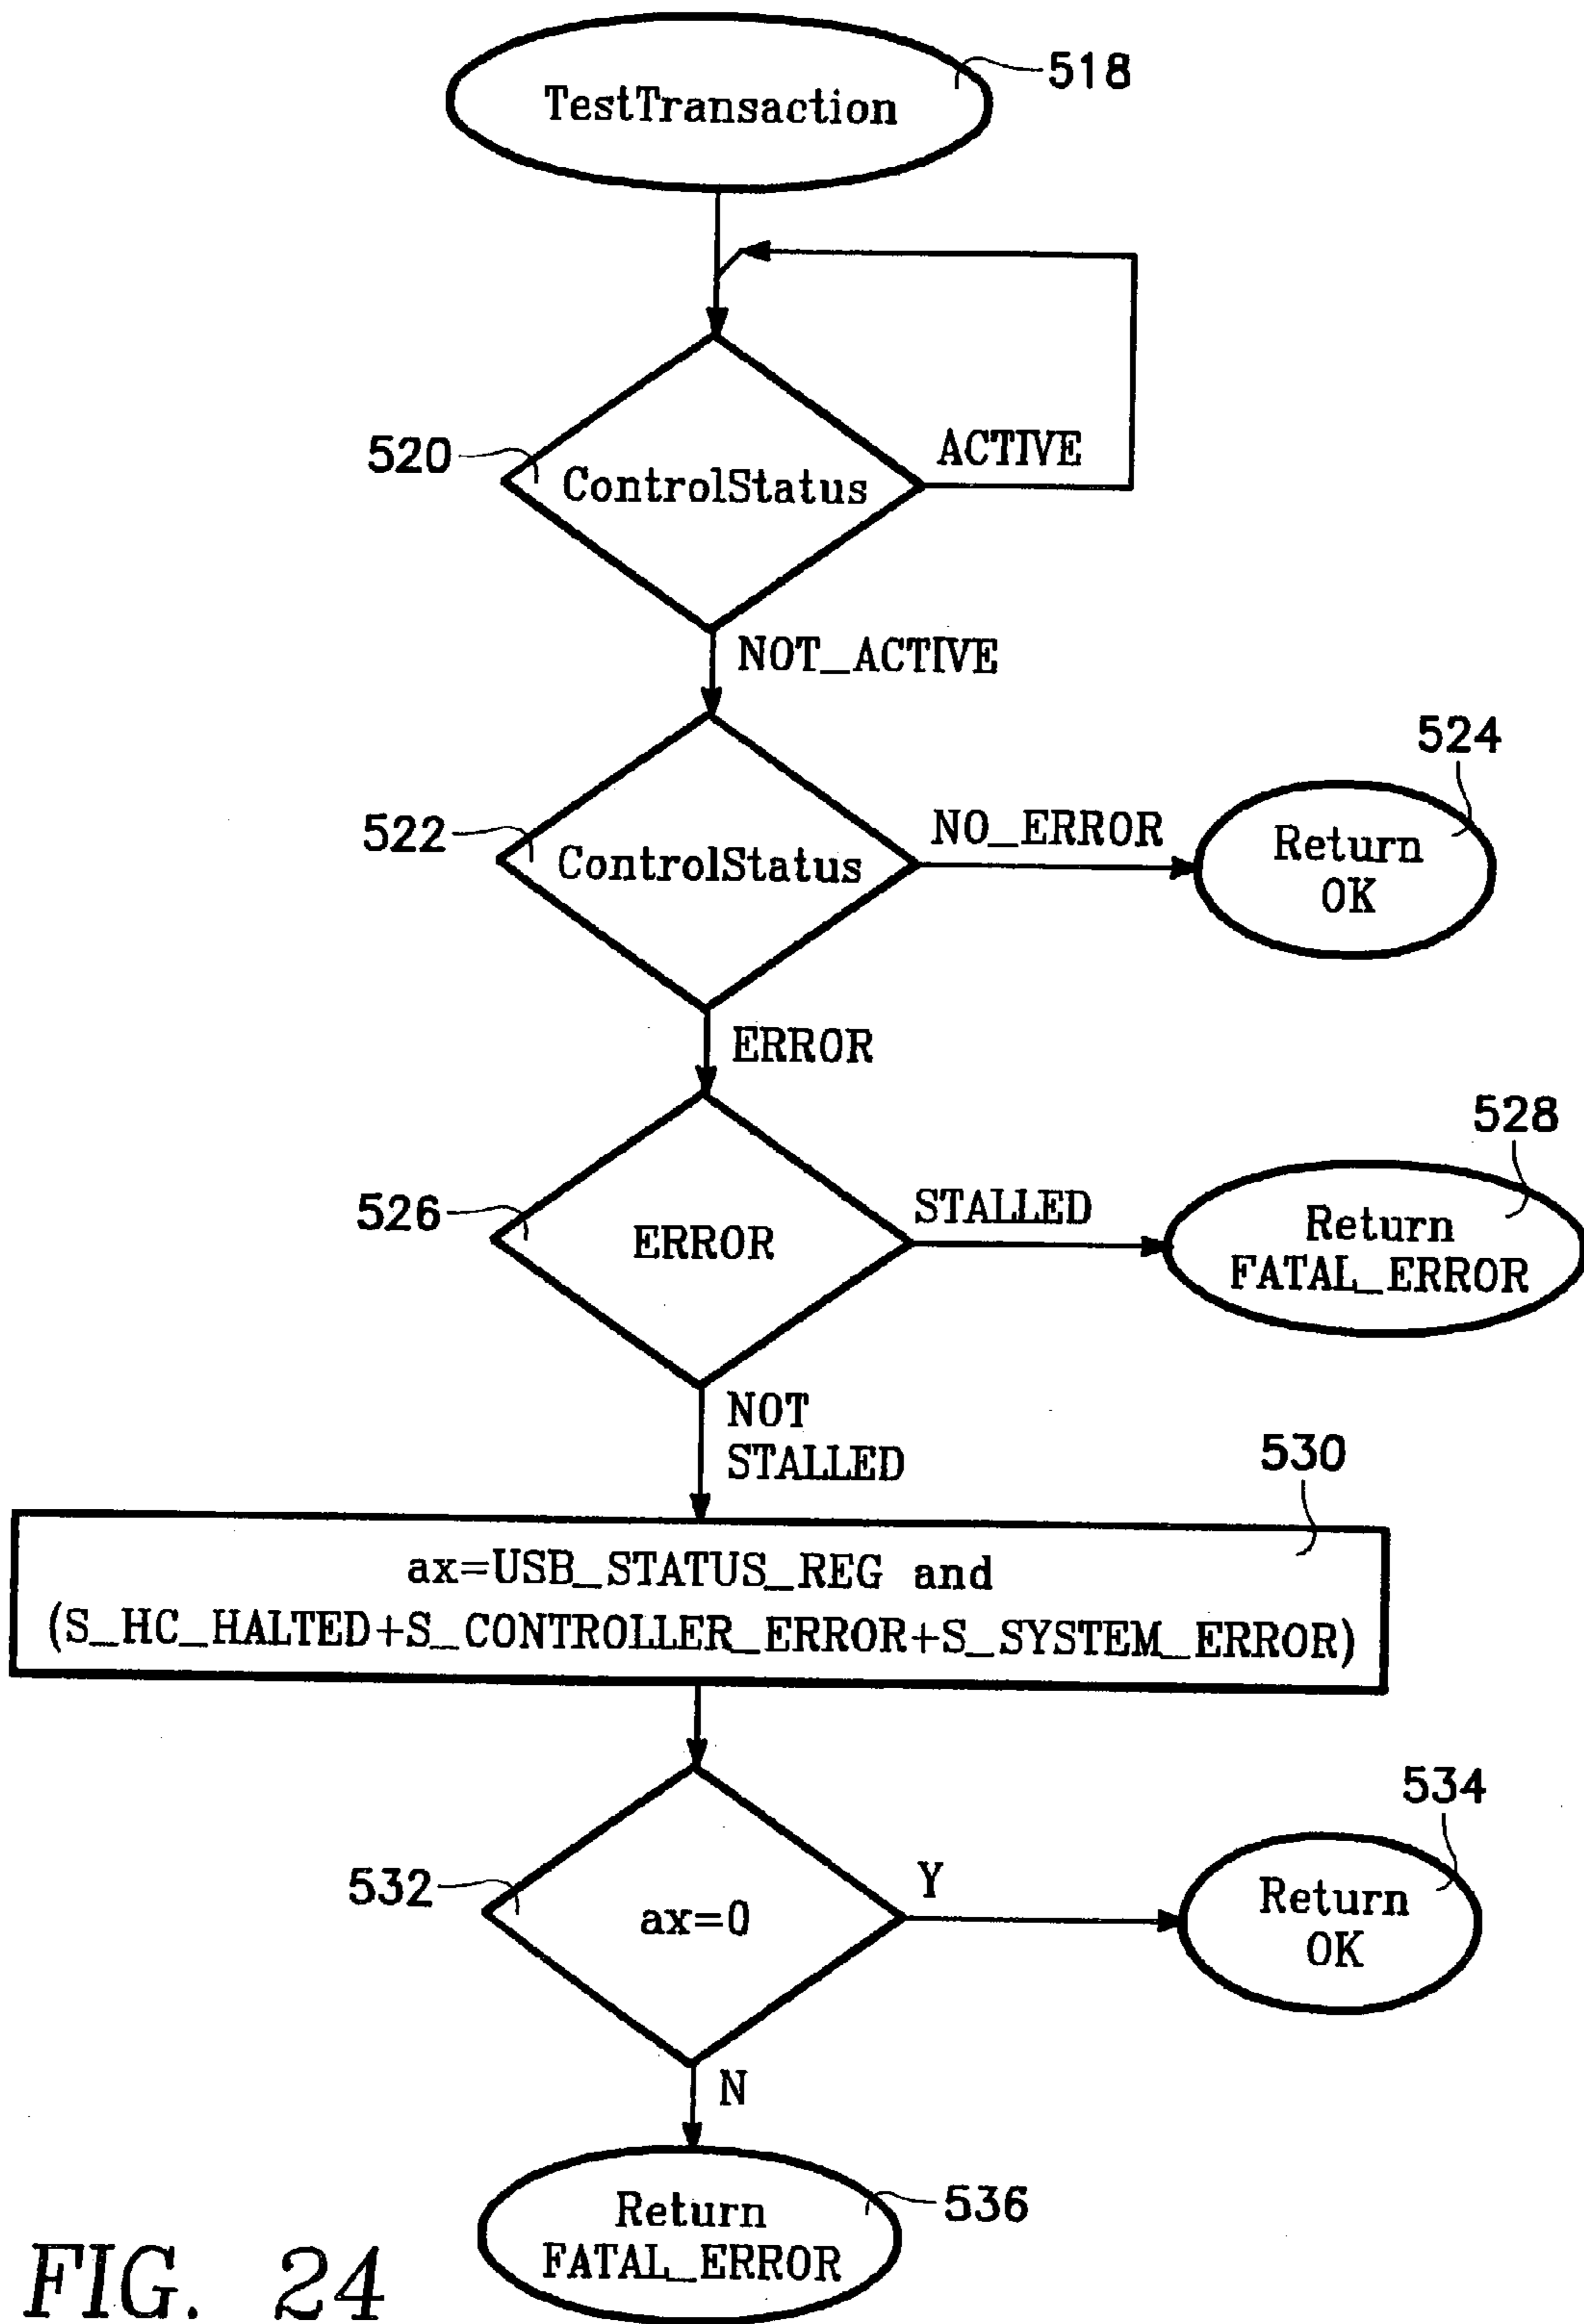 518
TestTransaction
520
ControlStatus
ACTIVE
NOT_ACTIVE
524
522
ControlStatus
NO_ERROR
Return
OK
ERROR
528
526
ERROR
STALLED
Return
FATAL_ERROR
NOT
STALLED
530
ax=USB_STATUS_REG and
(S_HC_HALTED+S_CONTROLLER_ERROR+S_SYSTEM_ERROR)
534
532
ax=0
Y
Return
OK
N
536
Return
FATAL_ERROR
FIG. 24